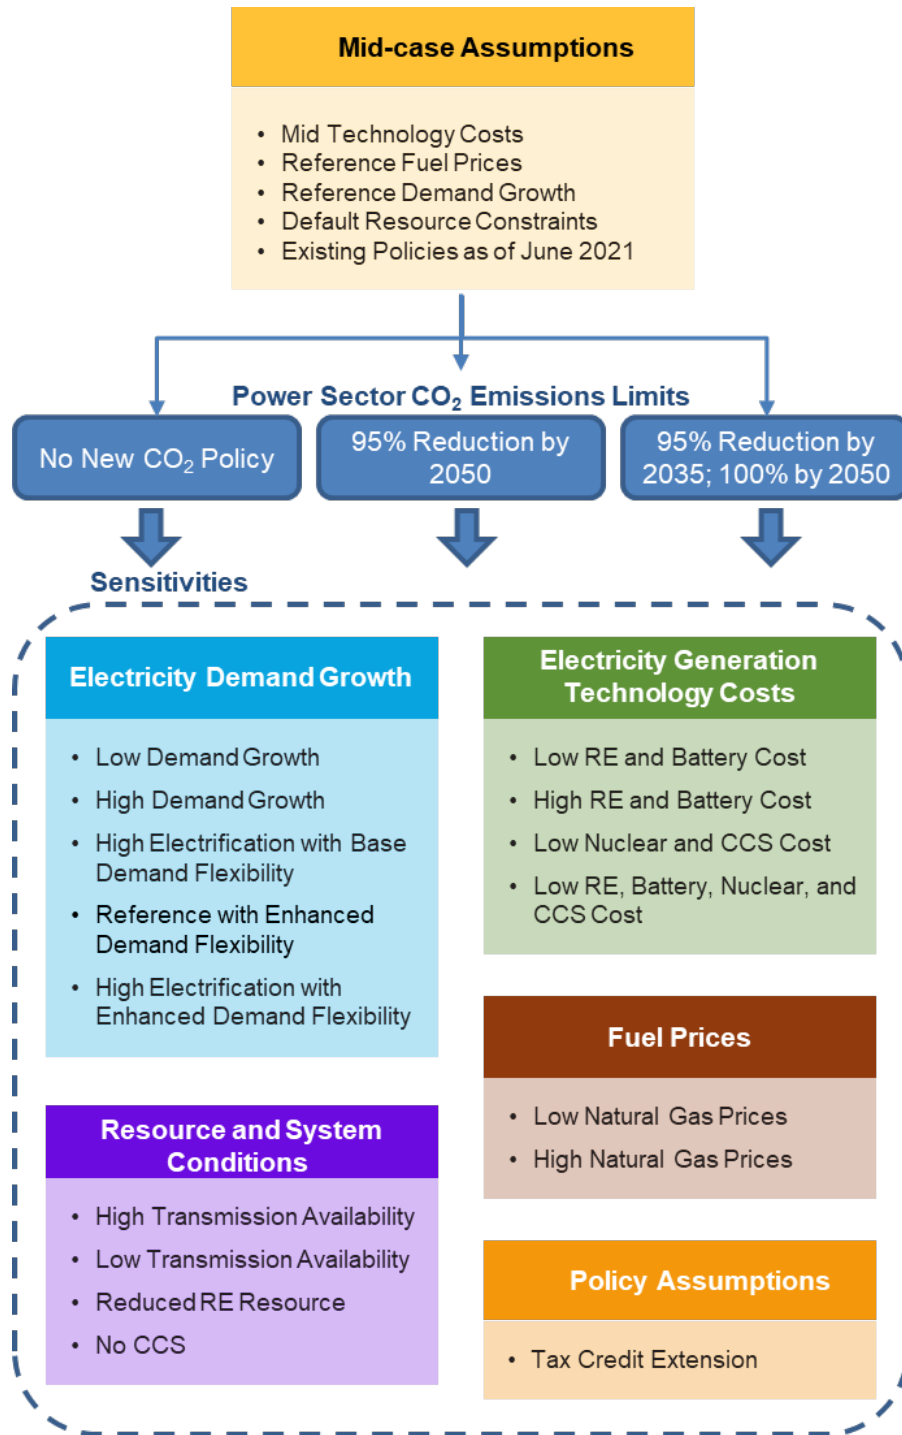 Mid-case Assumptions
• Mid Technology Costs
• Reference Fuel Prices
• Reference Demand Growth
• Default Resource Constraints
• Existing Policies as of June 2021
Power Sector CO₂ Emissions Limits
No New CO₂ Policy
95% Reduction by
2050
95% Reduction by
2035; 100% by 2050
Sensitivities
Electricity Demand Growth
• Low Demand Growth
• High Demand Growth
• High Electrification with Base
Demand Flexibility
• Reference with Enhanced
Demand Flexibility
• High Electrification with
Enhanced Demand Flexibility
Electricity Generation
Technology Costs
• Low RE and Battery Cost
• High RE and Battery Cost
• Low Nuclear and CCS Cost
• Low RE, Battery, Nuclear, and
CCS Cost
Fuel Prices
• Low Natural Gas Prices
• High Natural Gas Prices
Resource and System
Conditions
• High Transmission Availability
• Low Transmission Availability
• Reduced RE Resource
• No CCS
Policy Assumptions
• Tax Credit Extension